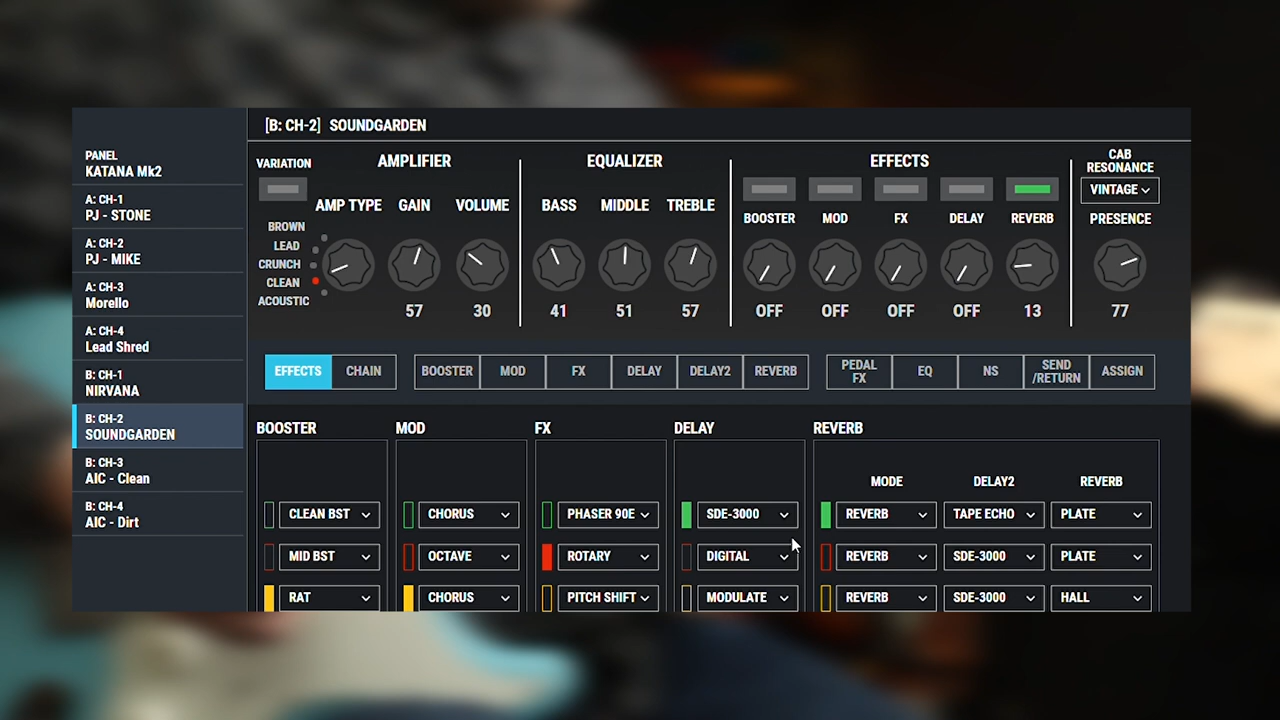 [B: CH-2] SOUNDGARDEN
PANEL
KATANA Mk2
A: CH-1
PJ - STONE
A: CH-2
PJ - MIKE
A: CH-3
Morello
A: CH-4
Lead Shred
B: CH-1
NIRVANA
B: CH-2
SOUNDGARDEN
B: CH-3
AIC - Clean
B: CH-4
AIC - Dirt
VARIATION
AMPLIFIER
AMP TYPE GAIN VOLUME
BROWN
LEAD
CRUNCH
CLEAN
ACOUSTIC
57 30
EQUALIZER
BASS MIDDLE TREBLE
41 51 57
EFFECTS
BOOSTER MOD FX DELAY REVERB
OFF OFF OFF OFF 13
CAB
RESONANCE
VINTAGE
PRESENCE
77
EFFECTS CHAIN BOOSTER MOD FX DELAY DELAY2 REVERB PEDAL FX EQ NS SEND /RETURN ASSIGN
BOOSTER MOD FX DELAY REVERB
MODE DELAY2 REVERB
CLEAN BST CHORUS PHASER 90E SDE-3000 REVERB TAPE ECHO PLATE
MID BST OCTAVE ROTARY DIGITAL REVERB SDE-3000 PLATE
RAT CHORUS PITCH SHIFT MODULATE REVERB SDE-3000 HALL